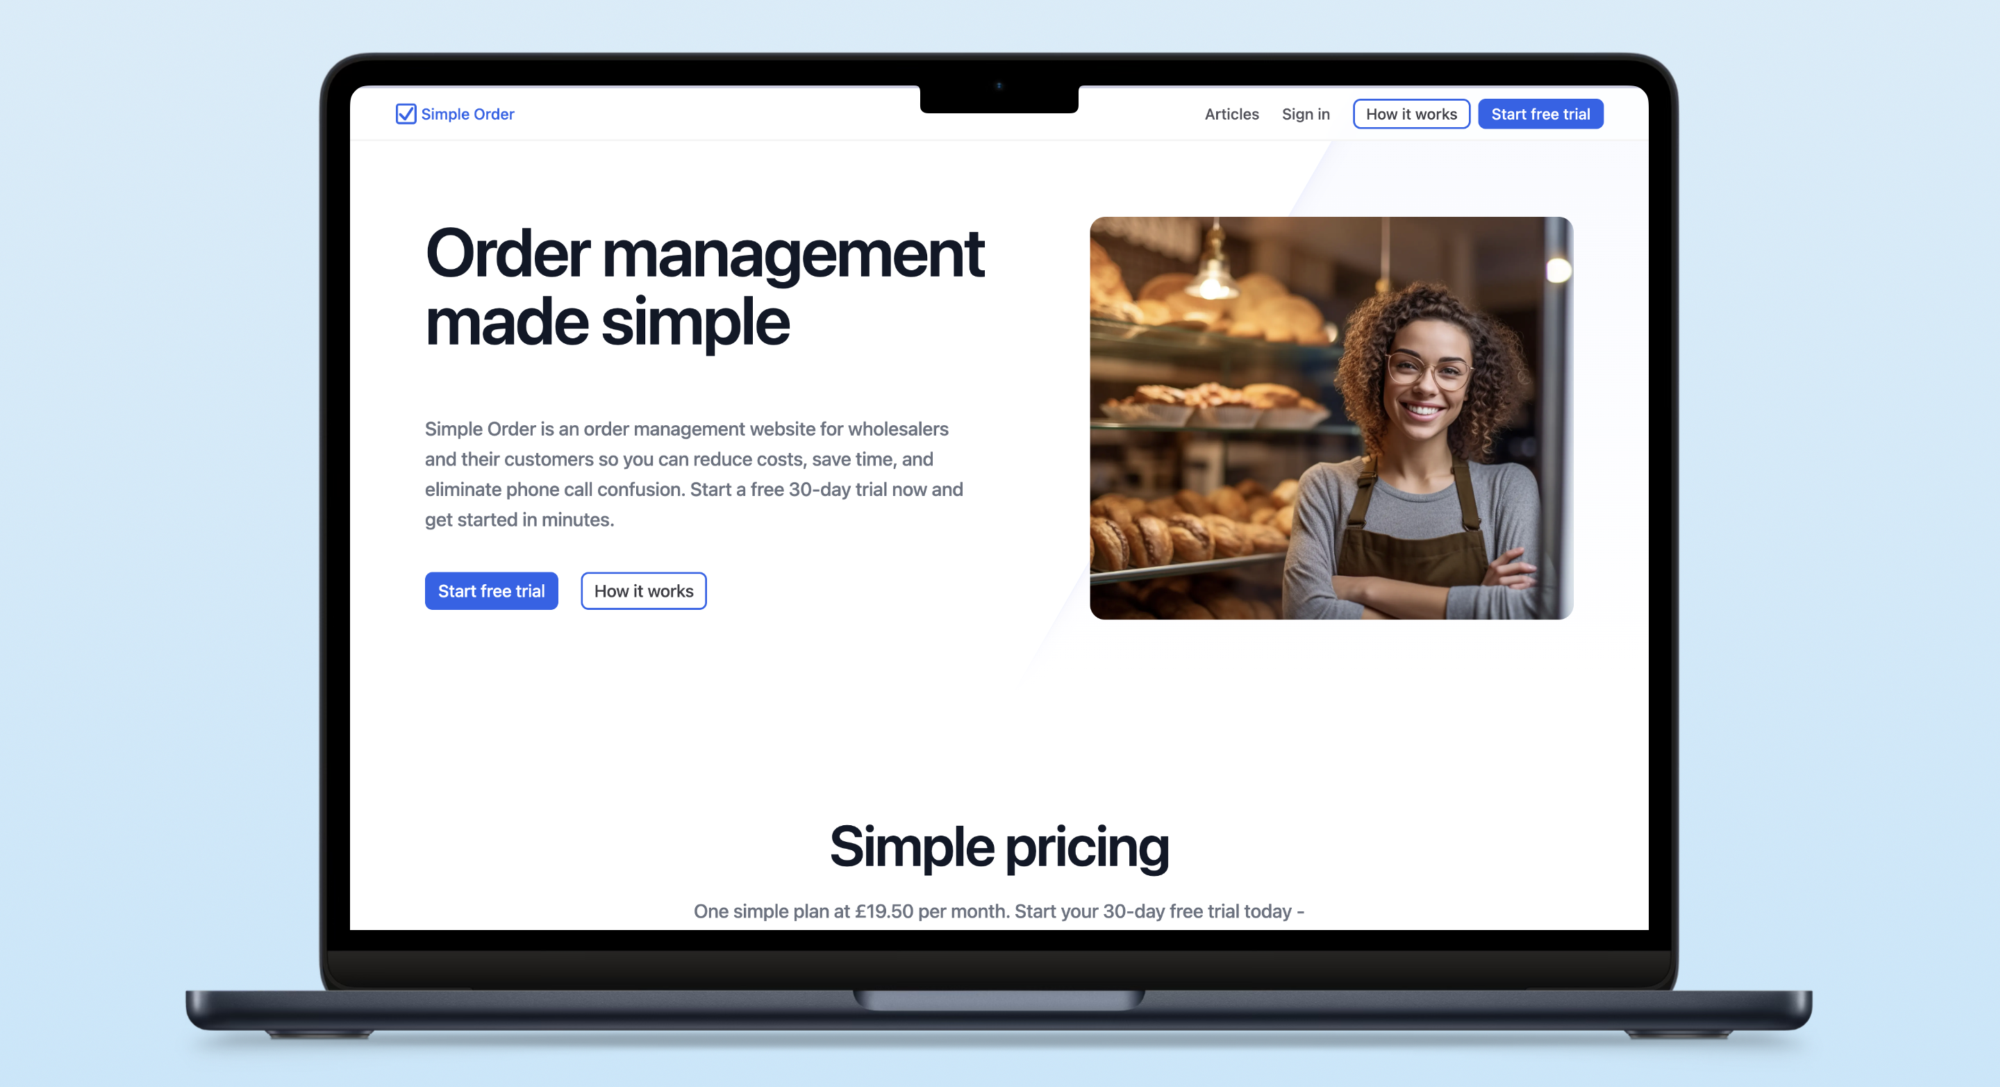 Simple Order
Articles
Sign in
How it works
Start free trial
Order management
made simple
Simple Order is an order management website for wholesalers
and their customers so you can reduce costs, save time, and
eliminate phone call confusion. Start a free 30-day trial now and
get started in minutes.
Start free trial
How it works
Simple pricing
One simple plan at £19.50 per month. Start your 30-day free trial today -